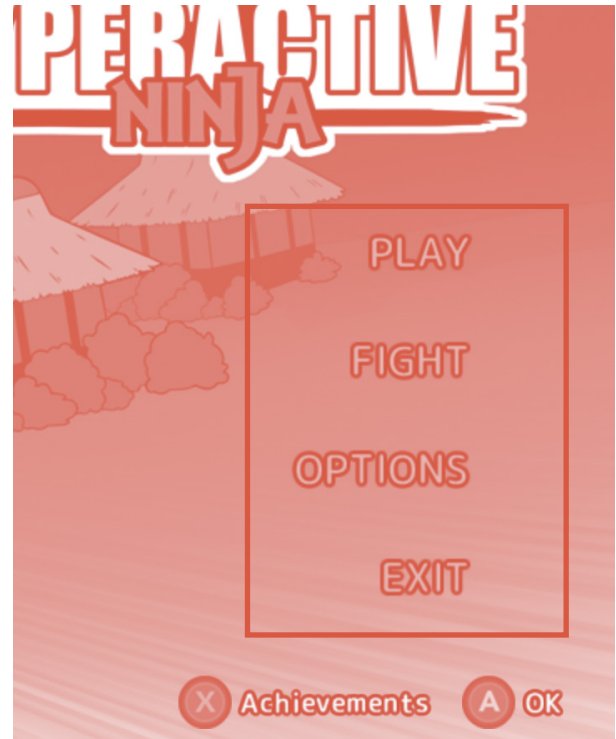 PERACTIVE
NINJA
PLAY
FIGHT
OPTIONS
EXIT
X Achievements A OK